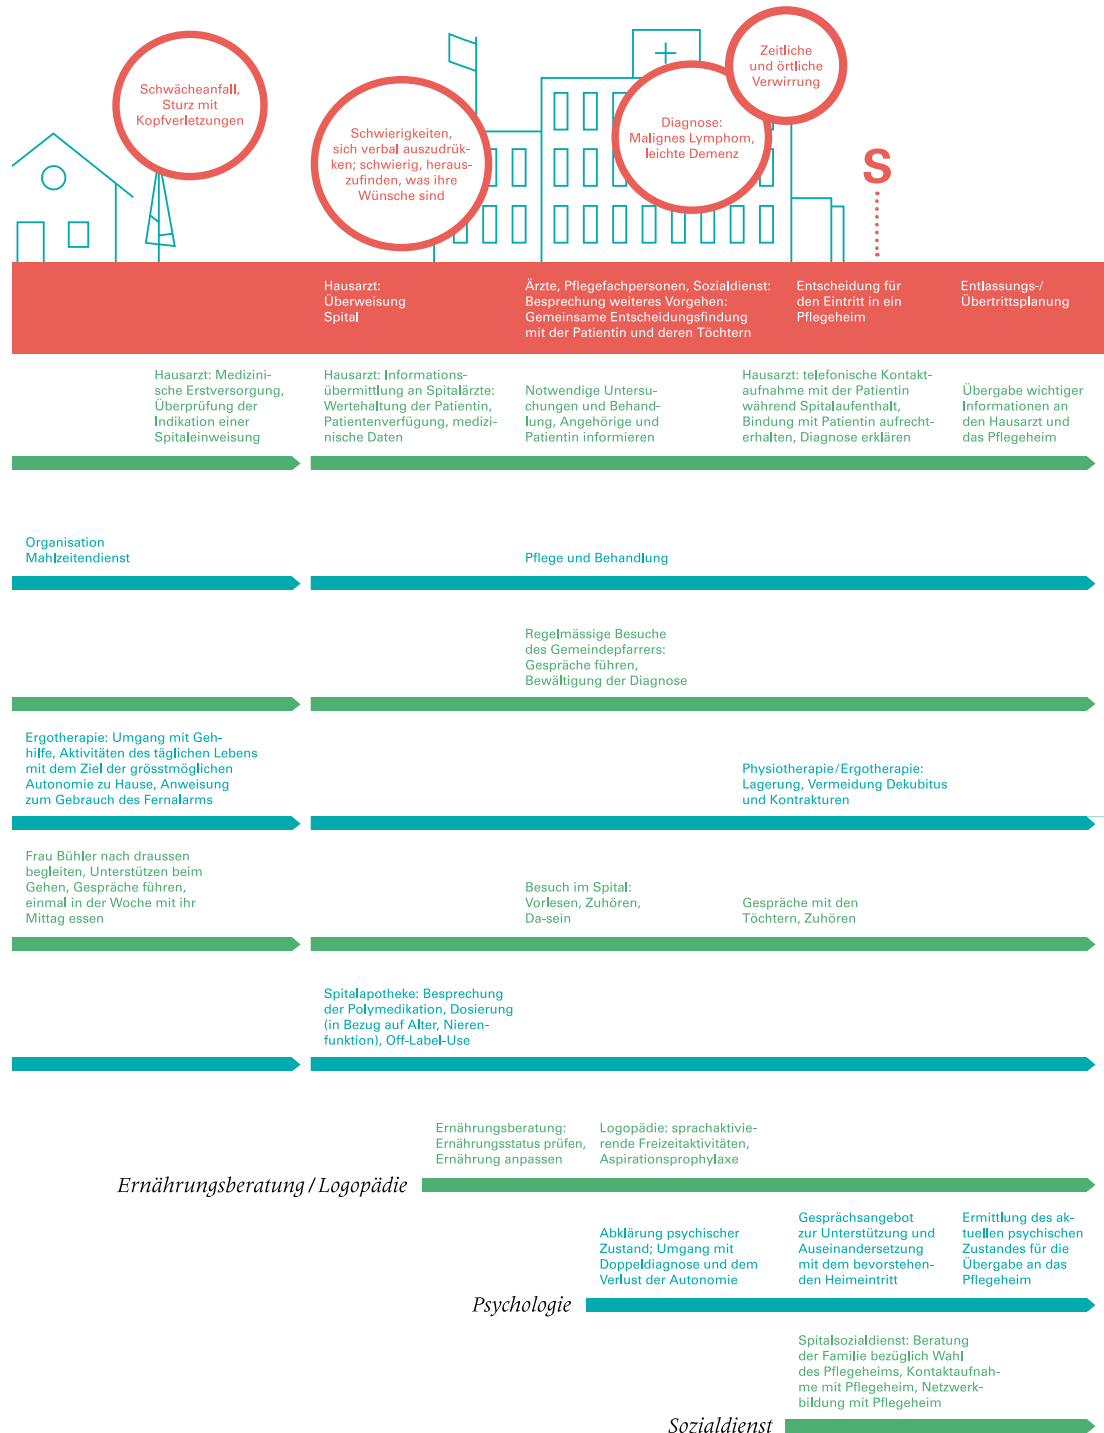 Schwächeanfall,
Sturz mit
Kopfverletzungen
Schwierigkeiten,
sich verbal auszudrük-
ken; schwierig, heraus-
zufinden, was ihre
Wünsche sind
Diagnose:
Malignes Lymphom,
leichte Demenz
Zeitliche
und örtliche
Verwirrung
S
Hausarzt:
Überweisung
Spital
Ärzte, Pflegefachpersonen, Sozialdienst:
Besprechung weiteres Vorgehen:
Gemeinsame Entscheidungsfindung
mit der Patientin und deren Töchtern
Entscheidung für
den Eintritt in ein
Pflegeheim
Entlassungs-/
Übertrittsplanung
Hausarzt: Medizini-
sche Erstversorgung,
Überprüfung der
Indikation einer
Spitaleinweisung
Hausarzt: Informations-
übermittlung an Spitalärzte:
Wertehaltung der Patientin,
Patientenverfügung, medizi-
nische Daten
Notwendige Untersu-
chungen und Behand-
lung, Angehörige und
Patientin informieren
Hausarzt: telefonische Kontakt-
aufnahme mit der Patientin
während Spitalaufenthalt,
Bindung mit Patientin aufrecht-
erhalten, Diagnose erklären
Übergabe wichtiger
Informationen an
den Hausarzt und
das Pflegeheim
Organisation
Mahlzeitendienst
Pflege und Behandlung
Regelmässige Besuche
des Gemeindepfarrers:
Gespräche führen,
Bewältigung der Diagnose
Ergotherapie: Umgang mit Geh-
hilfe, Aktivitäten des täglichen Lebens
mit dem Ziel der grösstmöglichen
Autonomie zu Hause, Anweisung
zum Gebrauch des Fernalarms
Physiotherapie/Ergotherapie:
Lagerung, Vermeidung Dekubitus
und Kontrakturen
Frau Bühler nach draussen
begleiten, Unterstützen beim
Gehen, Gespräche führen,
einmal in der Woche mit ihr
Mittag essen
Besuch im Spital:
Vorlesen, Zuhören,
Da-sein
Gespräche mit den
Töchtern, Zuhören
Spitalapotheke: Besprechung
der Polymedikation, Dosierung
(in Bezug auf Alter, Nieren-
funktion), Off-Label-Use
Ernährungsberatung:
Ernährungsstatus prüfen,
Ernährung anpassen
Logopädie: sprachaktivie-
rende Freizeitaktivitäten,
Aspirationsprophylaxe
Ernährungsberatung / Logopädie
Abklärung psychischer
Zustand; Umgang mit
Doppeldiagnose und dem
Verlust der Autonomie
Gesprächsangebot
zur Unterstützung und
Auseinandersetzung
mit dem bevorstehen-
den Heimeintritt
Ermittlung des ak-
tuellen psychischen
Zustandes für die
Übergabe an das
Pflegeheim
Psychologie
Spitalsozialdienst: Beratung
der Familie bezüglich Wahl
des Pflegeheims, Kontaktaufnah-
me mit Pflegeheim, Netzwerk-
bildung mit Pflegeheim
Sozialdienst